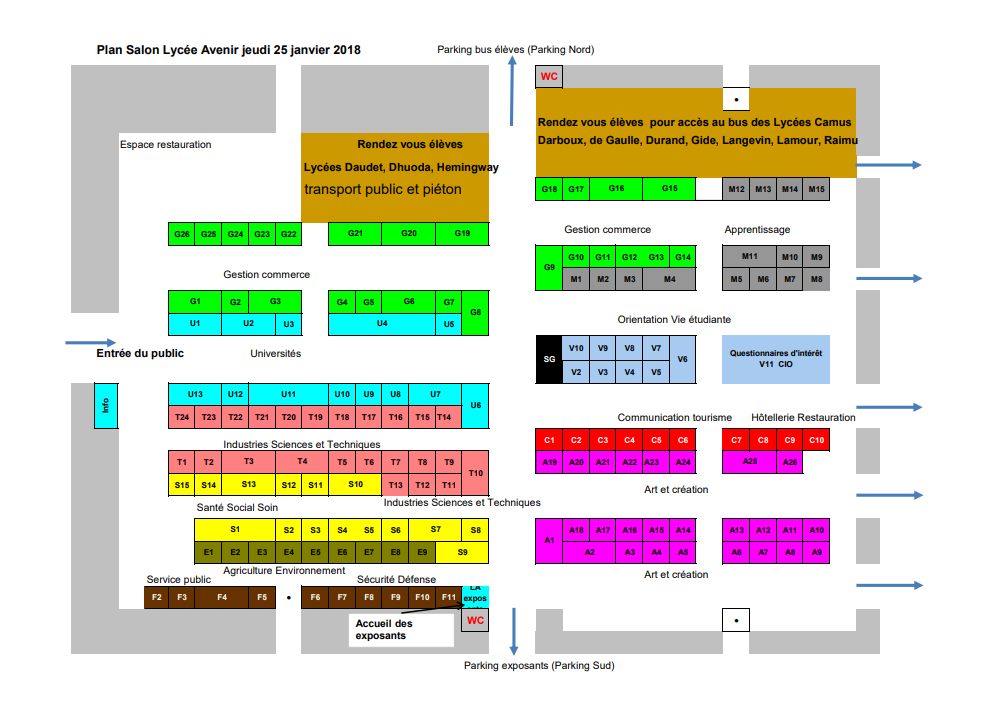 Plan Salon Lycée Avenir jeudi 25 janvier 2018
Parking bus élèves (Parking Nord)
WC
Rendez vous élèves pour accès au bus des Lycées Camus
Darboux, de Gaulle, Durand, Gide, Langevin, Lamour, Raimu
Espace restauration
Rendez vous élèves
Lycées Daudet, Dhuoda, Hemingway
transport public et piéton
G18 G17 G16 G15 M12 M13 M14 M15
G26 G25 G24 G23 G22 G21 G20 G19
Gestion commerce Apprentissage
G9 G10 G11 G12 G13 G14 M11 M10 M9
M1 M2 M3 M4 M5 M6 M7 M8
Gestion commerce
G1 G2 G3 G4 G5 G6 G7 G8
U1 U2 U3 U4 U5
Orientation Vie étudiante
Entrée du public Universités
SG V10 V9 V8 V7 V6
V2 V3 V4 V5
Questionnaires d'intérêt
V11 CIO
Info
U13 U12 U11 U10 U9 U8 U7 U6
T24 T23 T22 T21 T20 T19 T18 T17 T16 T15 T14
Communication tourisme Hôtellerie Restauration
C1 C2 C3 C4 C5 C6 C7 C8 C9 C10
A19 A20 A21 A22 A23 A24 A25 A26
Industries Sciences et Techniques
T1 T2 T3 T4 T5 T6 T7 T8 T9 T10
S15 S14 S13 S12 S11 S10 T13 T12 T11
Art et création
Industries Sciences et Techniques
Santé Social Soin
S1 S2 S3 S4 S5 S6 S7 S8
E1 E2 E3 E4 E5 E6 E7 E8 E9 S9
A1 A18 A17 A16 A15 A14 A13 A12 A11 A10
A2 A3 A4 A5 A6 A7 A8 A9
Agriculture Environnement
Art et création
Service public Sécurité Défense
F2 F3 F4 F5 F6 F7 F8 F9 F10 F11
expos
Accueil des
exposants
WC
Parking exposants (Parking Sud)